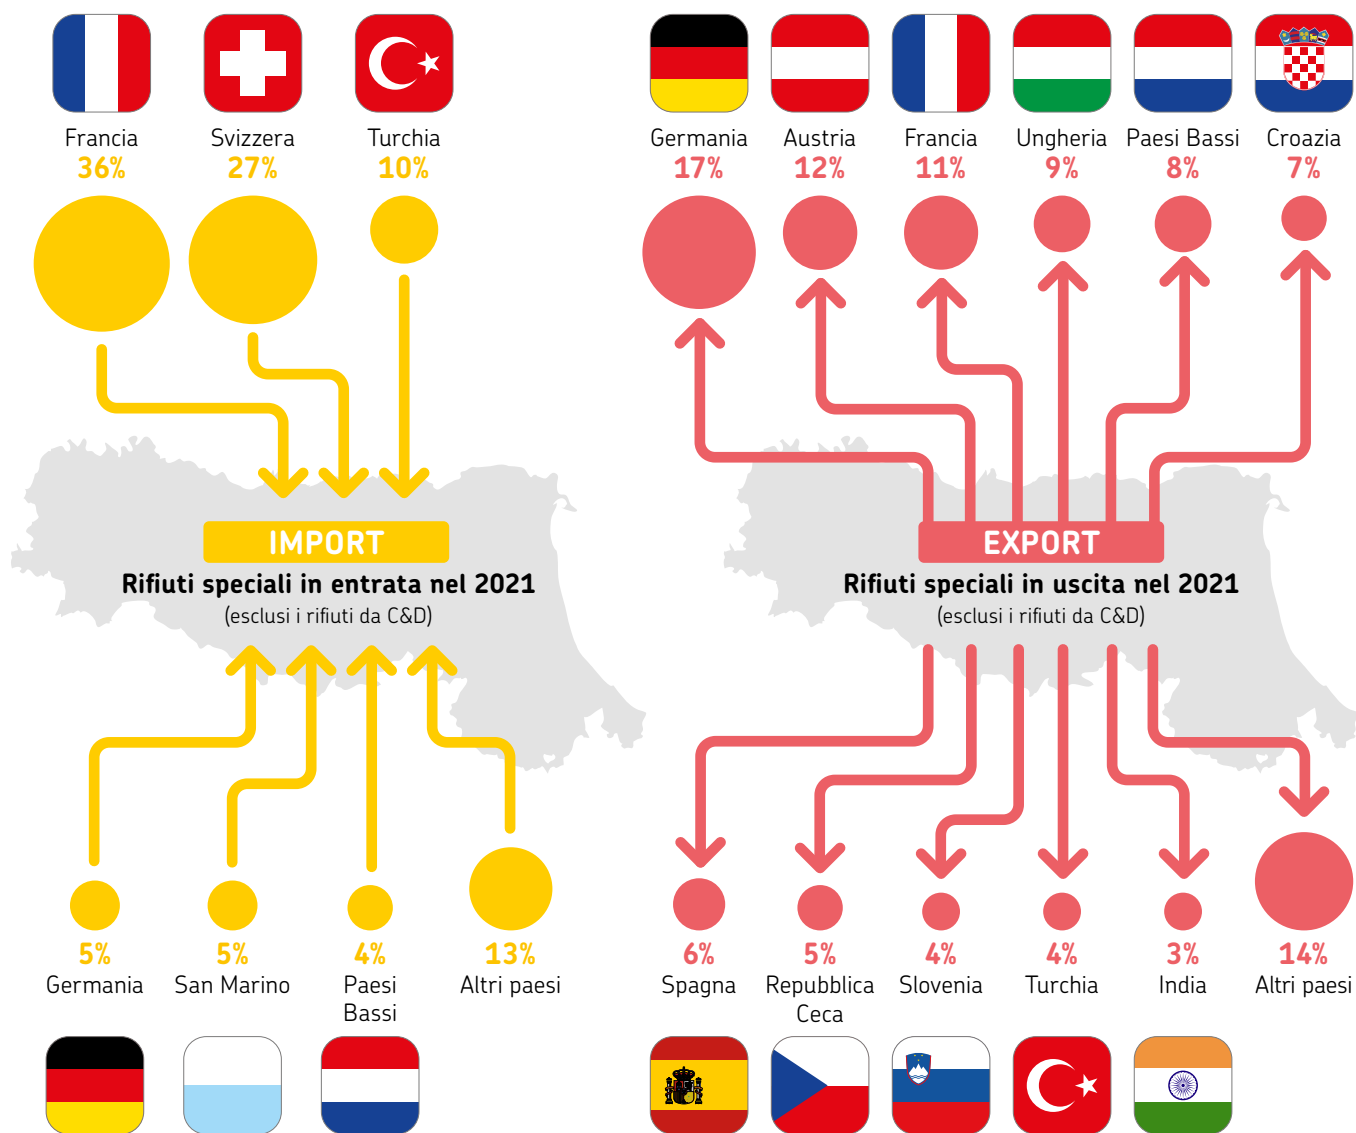 Francia
36%
Svizzera
27%
Turchia
10%
IMPORT
Rifiuti speciali in entrata nel 2021
(esclusi i rifiuti da C&D)
5%
Germania
5%
San Marino
4%
Paesi
Bassi
13%
Altri paesi
Germania
17%
Austria
12%
Francia
11%
Ungheria
9%
Paesi Bassi
8%
Croazia
7%
EXPORT
Rifiuti speciali in uscita nel 2021
(esclusi i rifiuti da C&D)
6%
Spagna
5%
Repubblica
Ceca
4%
Slovenia
4%
Turchia
3%
India
14%
Altri paesi